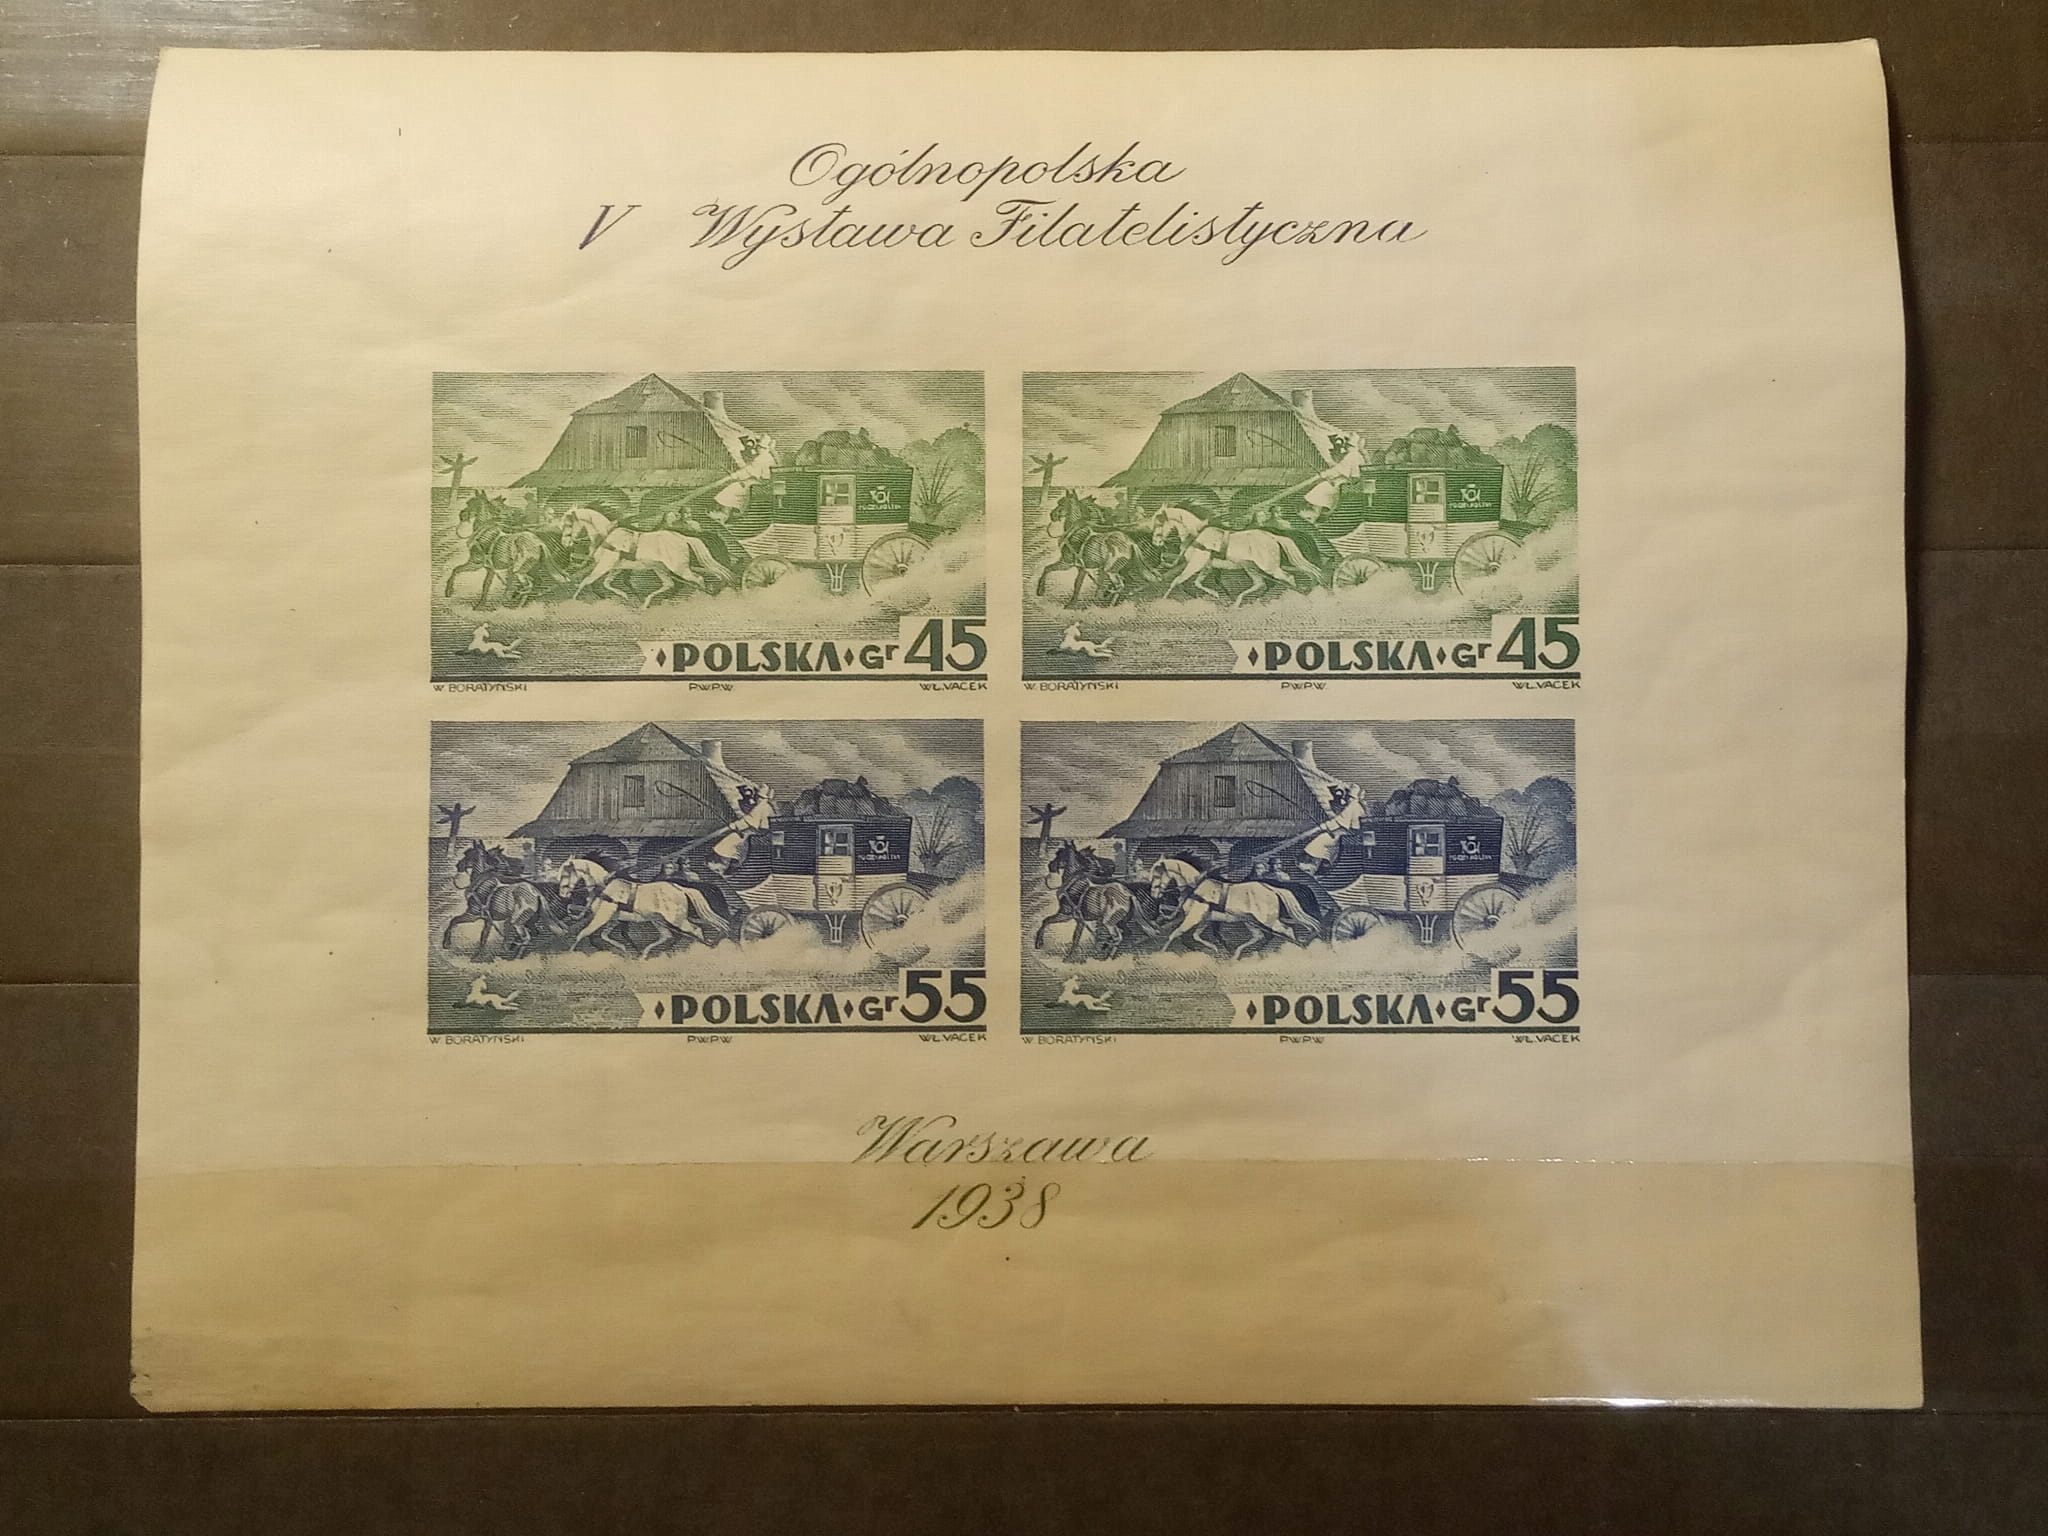 Ogólnopolska
V Wystawa Filatelistyczna
POLSKA Gr 45
W. BORATYŃSKI P.W.P.W. WŁ. VACEK
POLSKA Gr 45
W. BORATYŃSKI P.W.P.W. WŁ. VACEK
POLSKA Gr 55
W. BORATYŃSKI P.W.P.W. WŁ. VACEK
POLSKA Gr 55
W. BORATYŃSKI P.W.P.W. WŁ. VACEK
Warszawa
1938